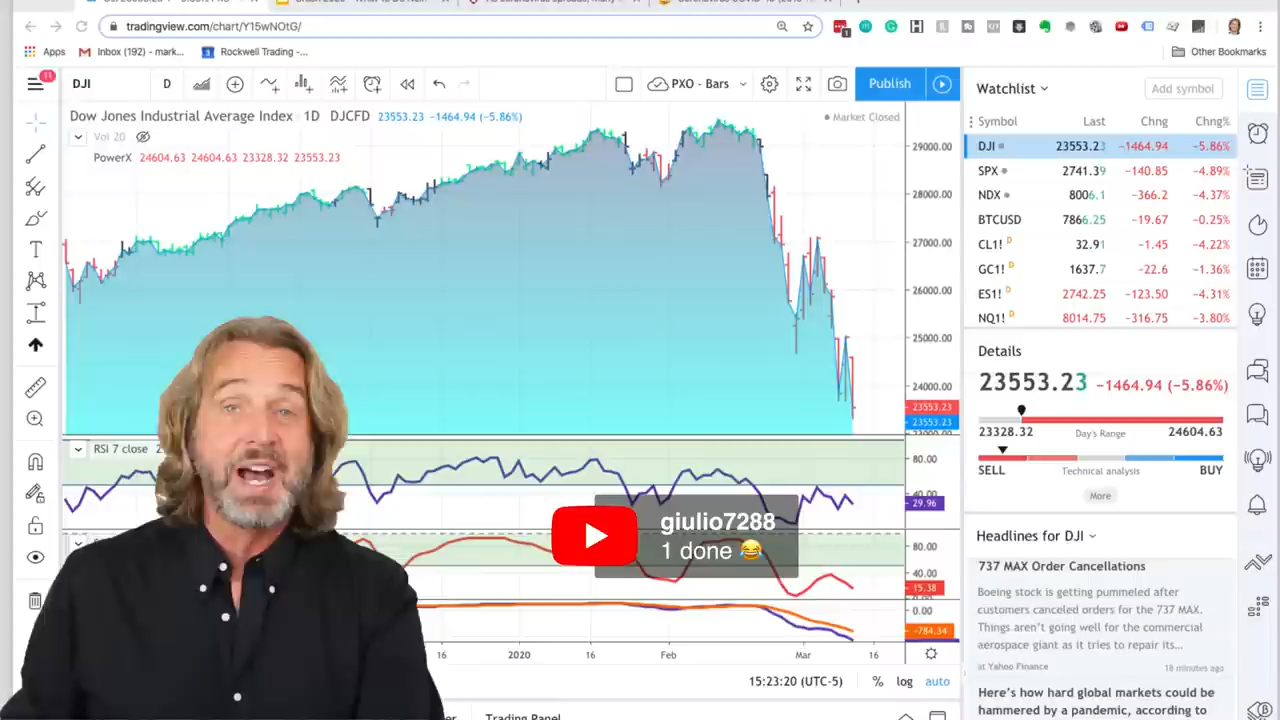 tradingview.com/chart/Y15wNOtG/
Apps
Inbox (192) - mark...
Rockwell Trading -...
Other Bookmarks
11
DJI
D
PXO - Bars
Publish
Dow Jones Industrial Average Index · 1D · DJCFD 23553.23 −1464.94 (−5.86%)
Market Closed
Vol 20
PowerX 24604.63 24604.63 23328.32 23553.23
29000.00
28000.00
27000.00
26000.00
25000.00
24000.00
23553.23
23553.23
RSI 7 close
80.00
40.00
29.96
80.00
40.00
15.38
0.00
−784.34
giulio7288
1 done 😂
16
2020
16
Feb
Mar
16
15:23:20 (UTC-5)
%
log
auto
Trading Panel
Watchlist
Add symbol
Symbol Last Chng Chng%
DJI 23553.23 −1464.94 −5.86%
SPX 2741.39 −140.85 −4.89%
NDX 8006.1 −366.2 −4.37%
BTCUSD 7866.25 −19.67 −0.25%
CL1! D 32.91 −1.45 −4.22%
GC1! D 1637.7 −22.6 −1.36%
ES1! D 2742.25 −123.50 −4.31%
NQ1! D 8014.75 −316.75 −3.80%
Details
23553.23 −1464.94 (−5.86%)
23328.32 Day's Range 24604.63
SELL Technical analysis BUY
More
Headlines for DJI
737 MAX Order Cancellations
Boeing stock is getting pummeled after
customers canceled orders for the 737 MAX.
Things aren't going well for the commercial
aerospace giant as it tries to repair its...
at Yahoo Finance 18 minutes ago
Here's how hard global markets could be
hammered by a pandemic, according to